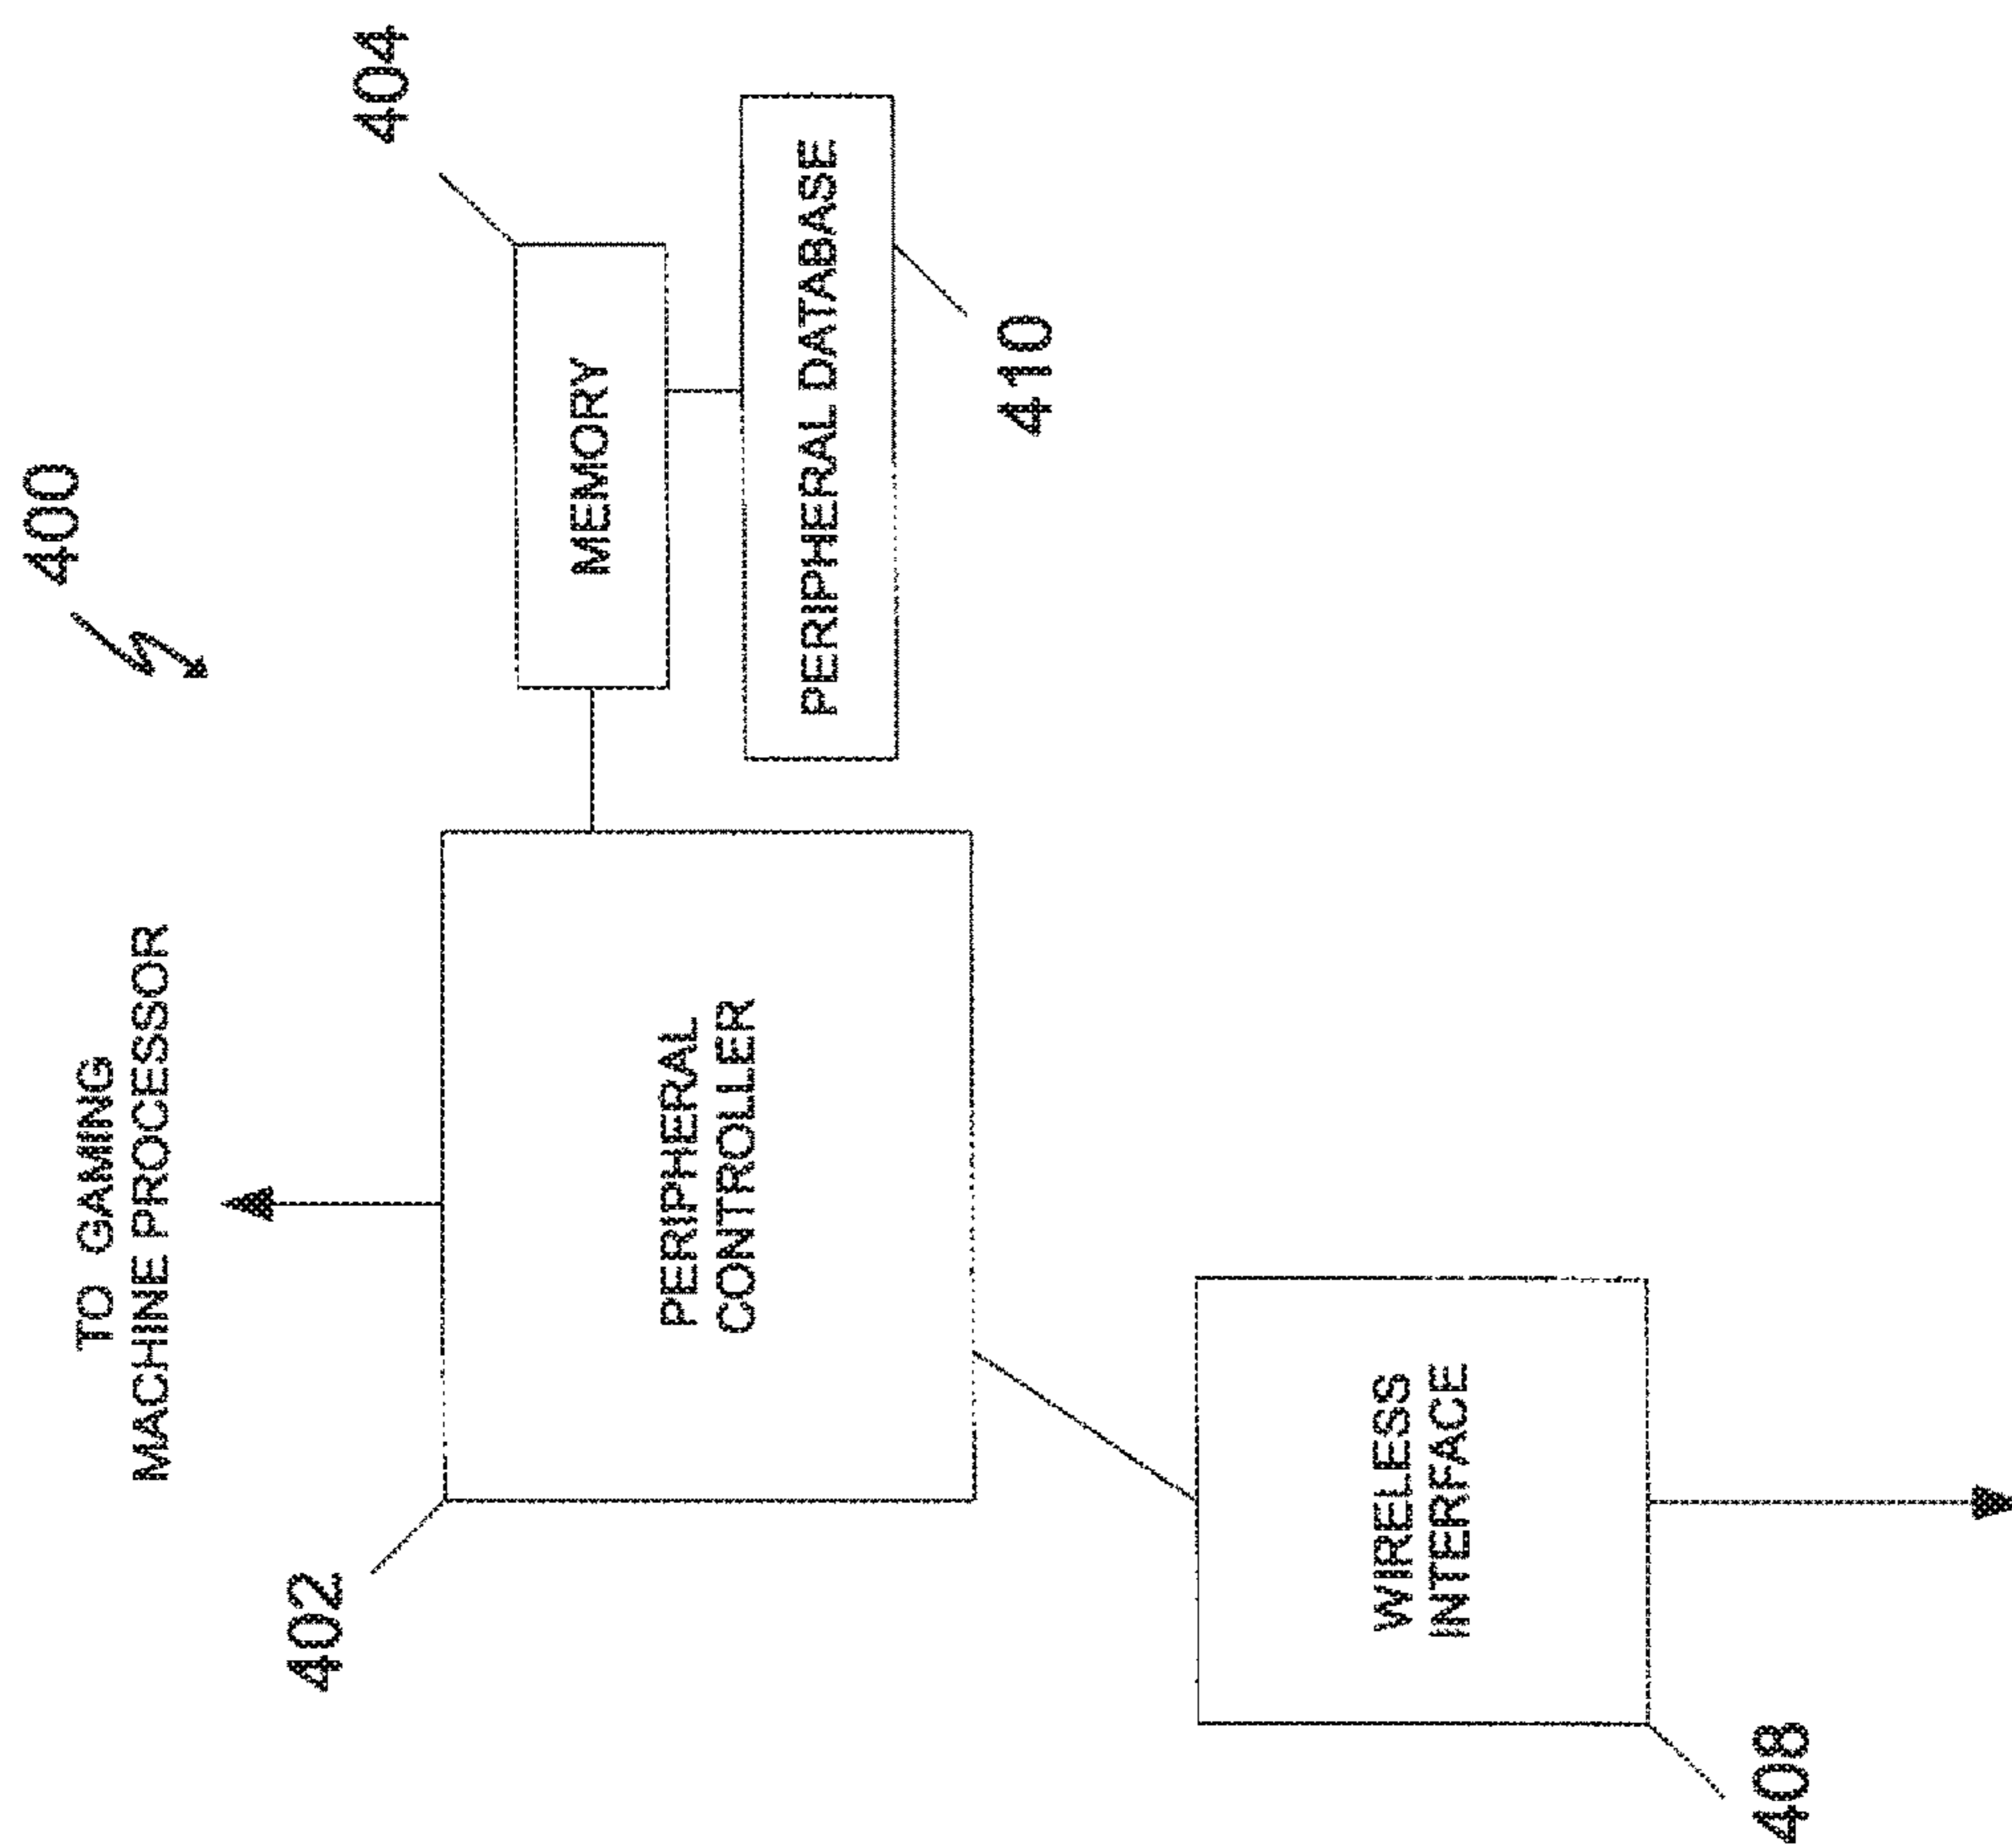 400
TO GAMING
MACHINE PROCESSOR
402
PERIPHERAL
CONTROLLER
404
MEMORY
PERIPHERAL DATABASE
410
WIRELESS
INTERFACE
408